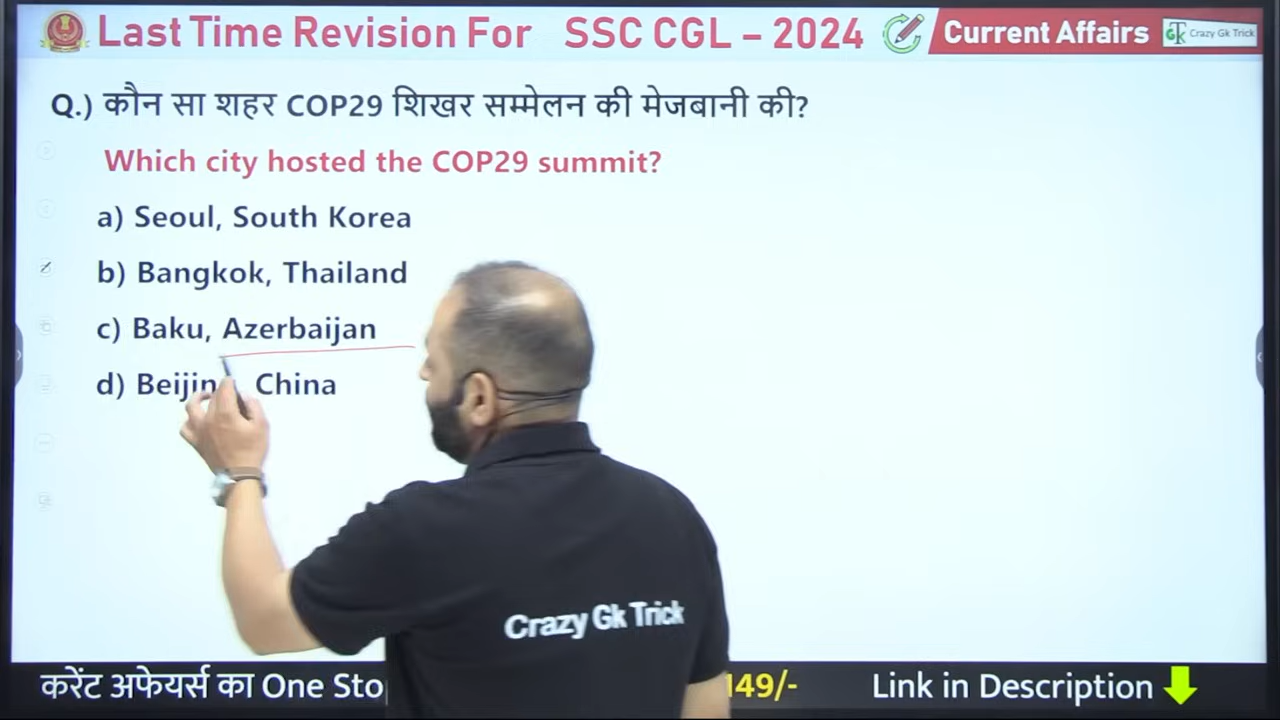 Last Time Revision For SSC CGL – 2024
Current Affairs
Crazy Gk Trick
Q.) कौन सा शहर COP29 शिखर सम्मेलन की मेजबानी की?
Which city hosted the COP29 summit?
a) Seoul, South Korea
b) Bangkok, Thailand
c) Baku, Azerbaijan
d) China
Crazy Gk Trick
करेंट अफेयर्स का One 149/- Link in Description